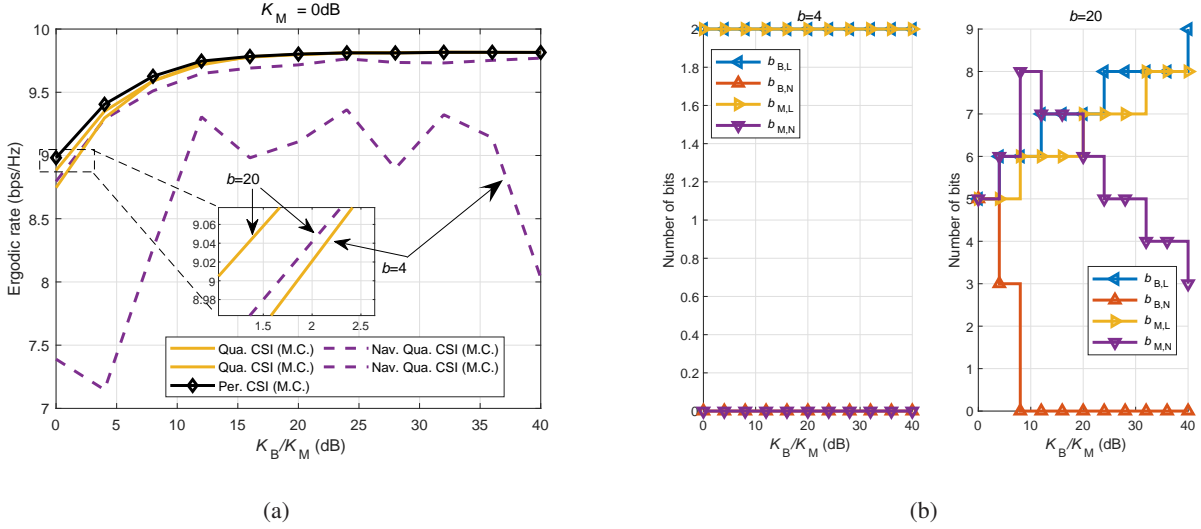 K_M = 0dB
Ergodic rate (bps/Hz)
10
9.5
9
8.5
8
7.5
7
b=20
9.06
9.04
9.02
9
8.98
1.5
2
2.5
b=4
Qua. CSI (M.C.)
Nav. Qua. CSI (M.C.)
Qua. CSI (M.C.)
Nav. Qua. CSI (M.C.)
Per. CSI (M.C.)
0
5
10
15
20
25
30
35
40
K_B/K_M (dB)
(a)
b=4
Number of bits
2
1.8
1.6
1.4
1.2
1
0.8
0.6
0.4
0.2
0
b_B,L
b_B,N
b_M,L
b_M,N
0
10
20
30
40
K_B/K_M (dB)
b=20
Number of bits
9
8
7
6
5
4
3
2
1
0
b_B,L
b_B,N
b_M,L
b_M,N
0
10
20
30
40
K_B/K_M (dB)
(b)